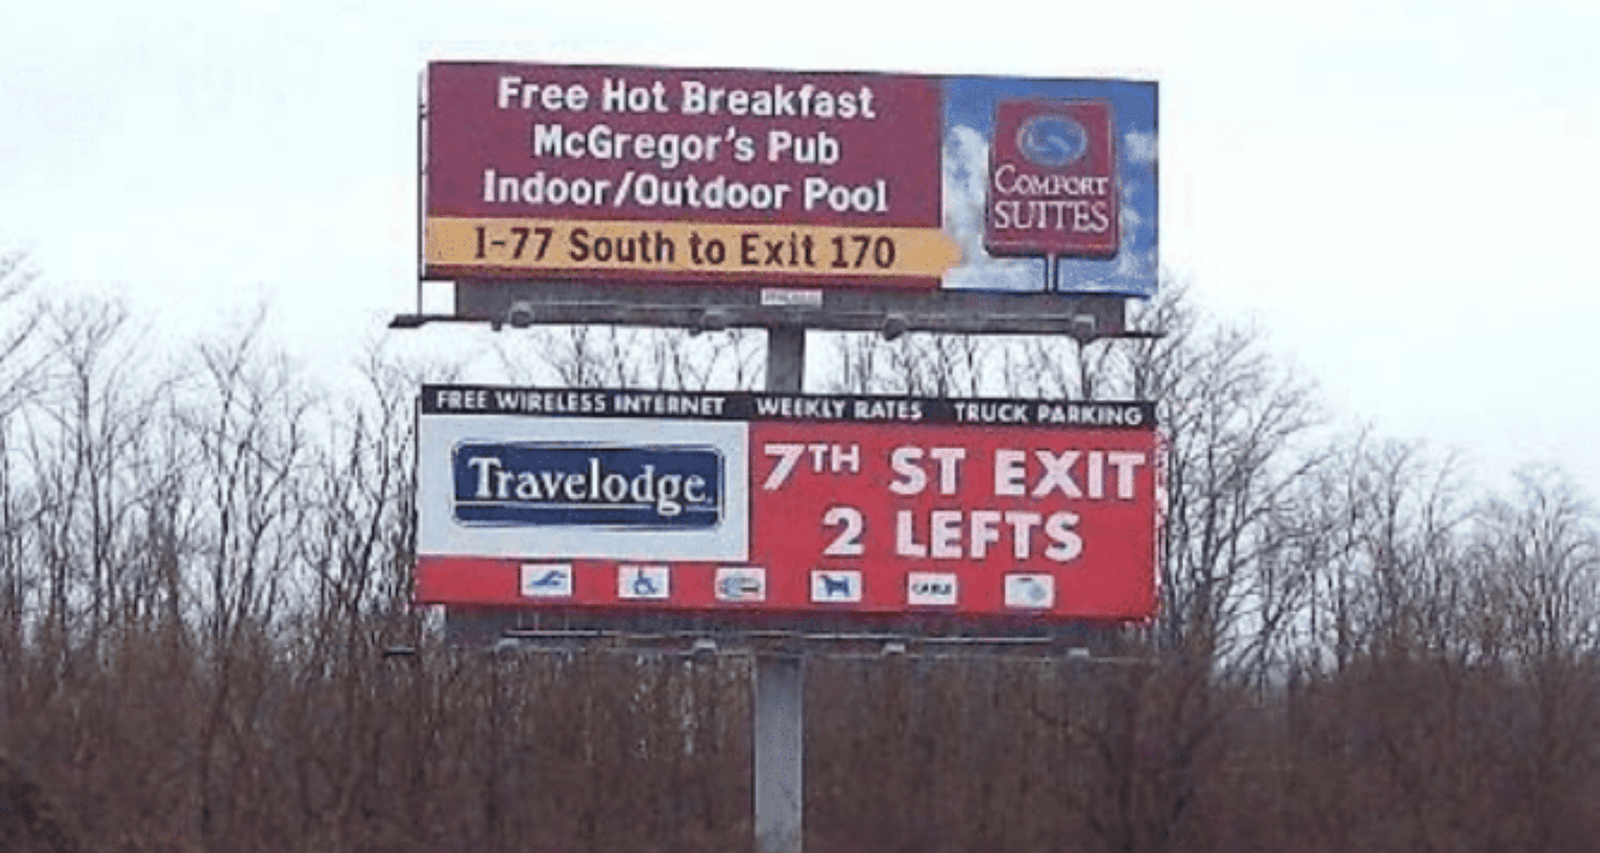 Free Hot Breakfast
McGregor's Pub
Indoor/Outdoor Pool
I-77 South to Exit 170
COMFORT
SUITES
FREE WIRELESS INTERNET WEEKLY RATES TRUCK PARKING
Travelodge
7TH ST EXIT
2 LEFTS